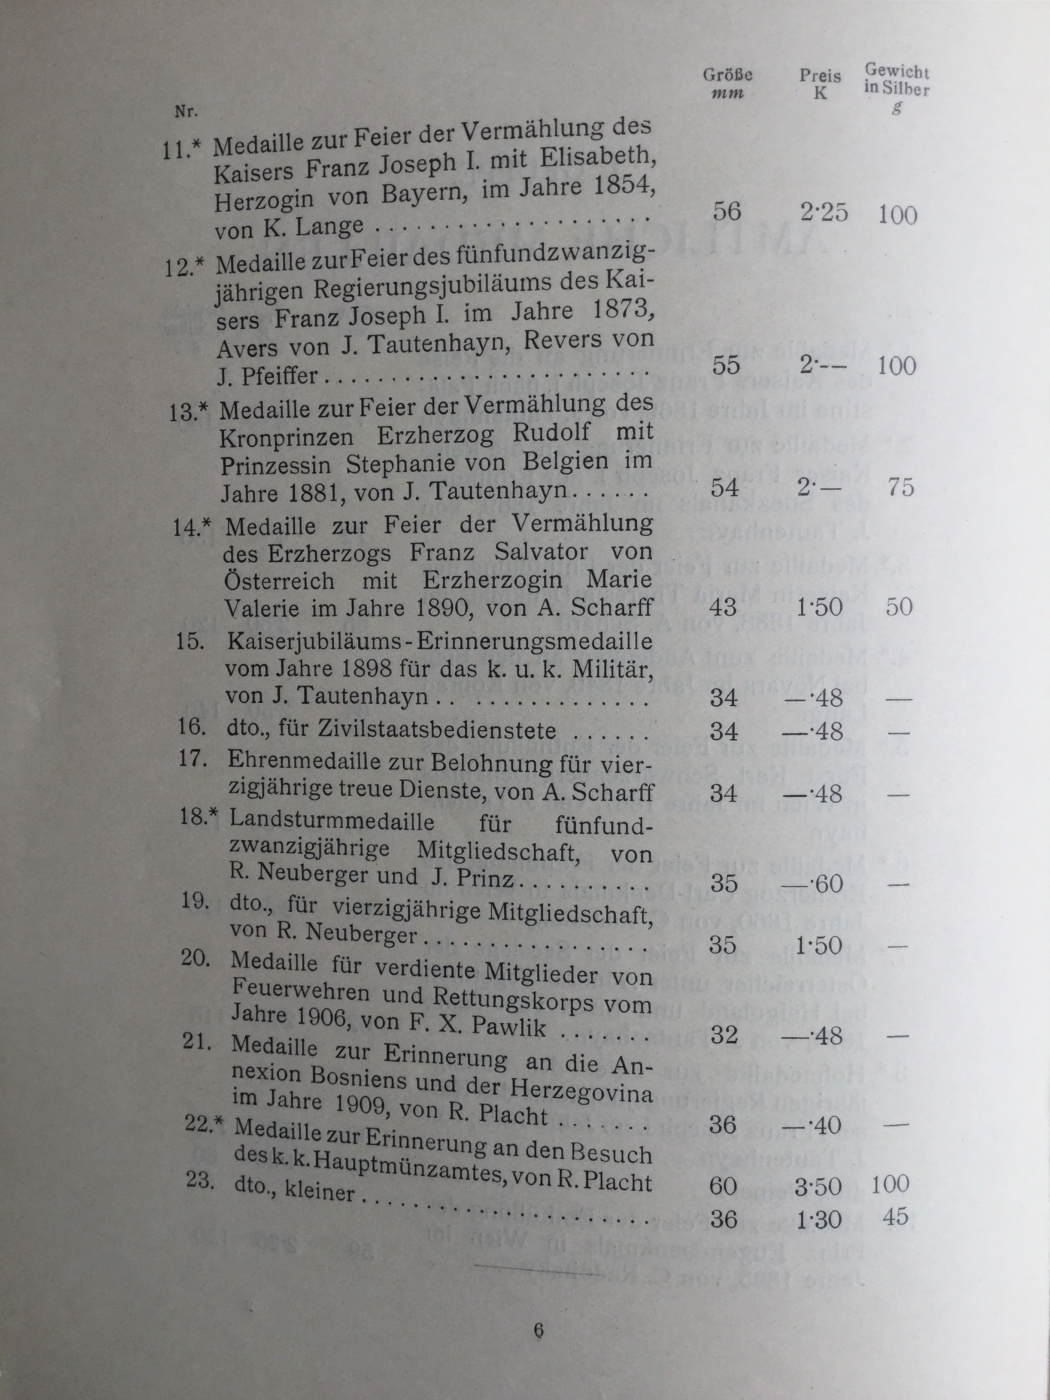 Nr.
Größe
mm
Preis
K
Gewicht
in Silber
g
11.* Medaille zur Feier der Vermählung des
Kaisers Franz Joseph I. mit Elisabeth,
Herzogin von Bayern, im Jahre 1854,
von K. Lange . . . . . . . . . . . . . . . . . . . . 56 2·25 100
12.* Medaille zur Feier des fünfundzwanzig-
jährigen Regierungsjubiläums des Kai-
sers Franz Joseph I. im Jahre 1873,
Avers von J. Tautenhayn, Revers von
J. Pfeiffer . . . . . . . . . . . . . . . . . . . . . . . . 55 2·-- 100
13.* Medaille zur Feier der Vermählung des
Kronprinzen Erzherzog Rudolf mit
Prinzessin Stephanie von Belgien im
Jahre 1881, von J. Tautenhayn . . . . . . 54 2·— 75
14.* Medaille zur Feier der Vermählung
des Erzherzogs Franz Salvator von
Österreich mit Erzherzogin Marie
Valerie im Jahre 1890, von A. Scharff 43 1·50 50
15. Kaiserjubiläums-Erinnerungsmedaille
vom Jahre 1898 für das k. u. k. Militär,
von J. Tautenhayn . . . . . . . . . . . . . . . 34 —·48 —
16. dto., für Zivilstaatsbedienstete . . . . . . 34 —·48 —
17. Ehrenmedaille zur Belohnung für vier-
zigjährige treue Dienste, von A. Scharff 34 —·48 —
18.* Landsturmmedaille für fünfund-
zwanzigjährige Mitgliedschaft, von
R. Neuberger und J. Prinz . . . . . . . . . . 35 —·60 —
19. dto., für vierzigjährige Mitgliedschaft,
von R. Neuberger . . . . . . . . . . . . . . . . . 35 1·50 —
20. Medaille für verdiente Mitglieder von
Feuerwehren und Rettungskorps vom
Jahre 1906, von F. X. Pawlik . . . . . . . 32 —·48 —
21. Medaille zur Erinnerung an die An-
nexion Bosniens und der Herzegovina
im Jahre 1909, von R. Placht . . . . . . . 36 —·40 —
22.* Medaille zur Erinnerung an den Besuch
des k. k. Hauptmünzamtes, von R. Placht 60 3·50 100
23. dto., kleiner . . . . . . . . . . . . . . . . . . . . . . 36 1·30 45
6